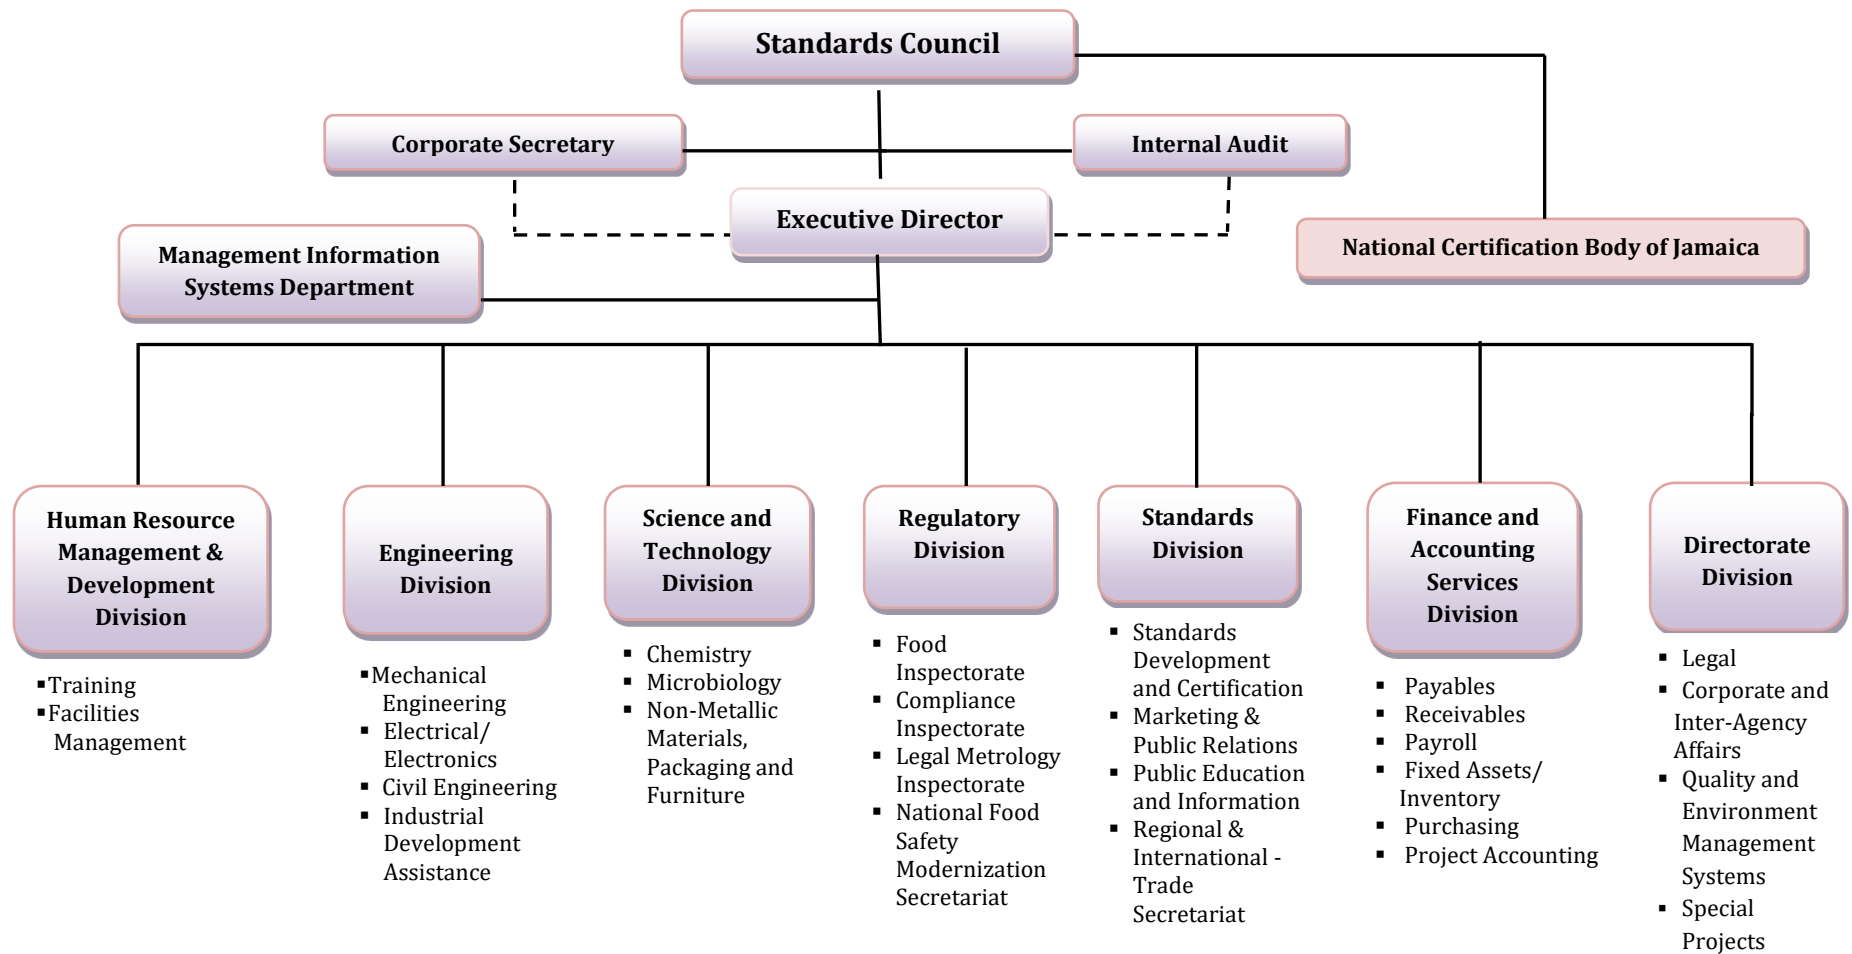 Standards Council
Corporate Secretary
Internal Audit
Executive Director
Management Information
Systems Department
National Certification Body of Jamaica
Human Resource
Management &
Development
Division
▪Training
▪Facilities
Management
Engineering
Division
▪Mechanical
Engineering
▪ Electrical/
Electronics
▪ Civil Engineering
▪ Industrial
Development
Assistance
Science and
Technology
Division
▪ Chemistry
▪ Microbiology
▪ Non-Metallic
Materials,
Packaging and
Furniture
Regulatory
Division
▪ Food
Inspectorate
▪ Compliance
Inspectorate
▪ Legal Metrology
Inspectorate
▪ National Food
Safety
Modernization
Secretariat
Standards
Division
▪ Standards
Development
and Certification
▪ Marketing &
Public Relations
▪ Public Education
and Information
▪ Regional &
International -
Trade
Secretariat
Finance and
Accounting
Services
Division
▪ Payables
▪ Receivables
▪ Payroll
▪ Fixed Assets/
Inventory
▪ Purchasing
▪ Project Accounting
Directorate
Division
▪ Legal
▪ Corporate and
Inter-Agency
Affairs
▪ Quality and
Environment
Management
Systems
▪ Special
Projects